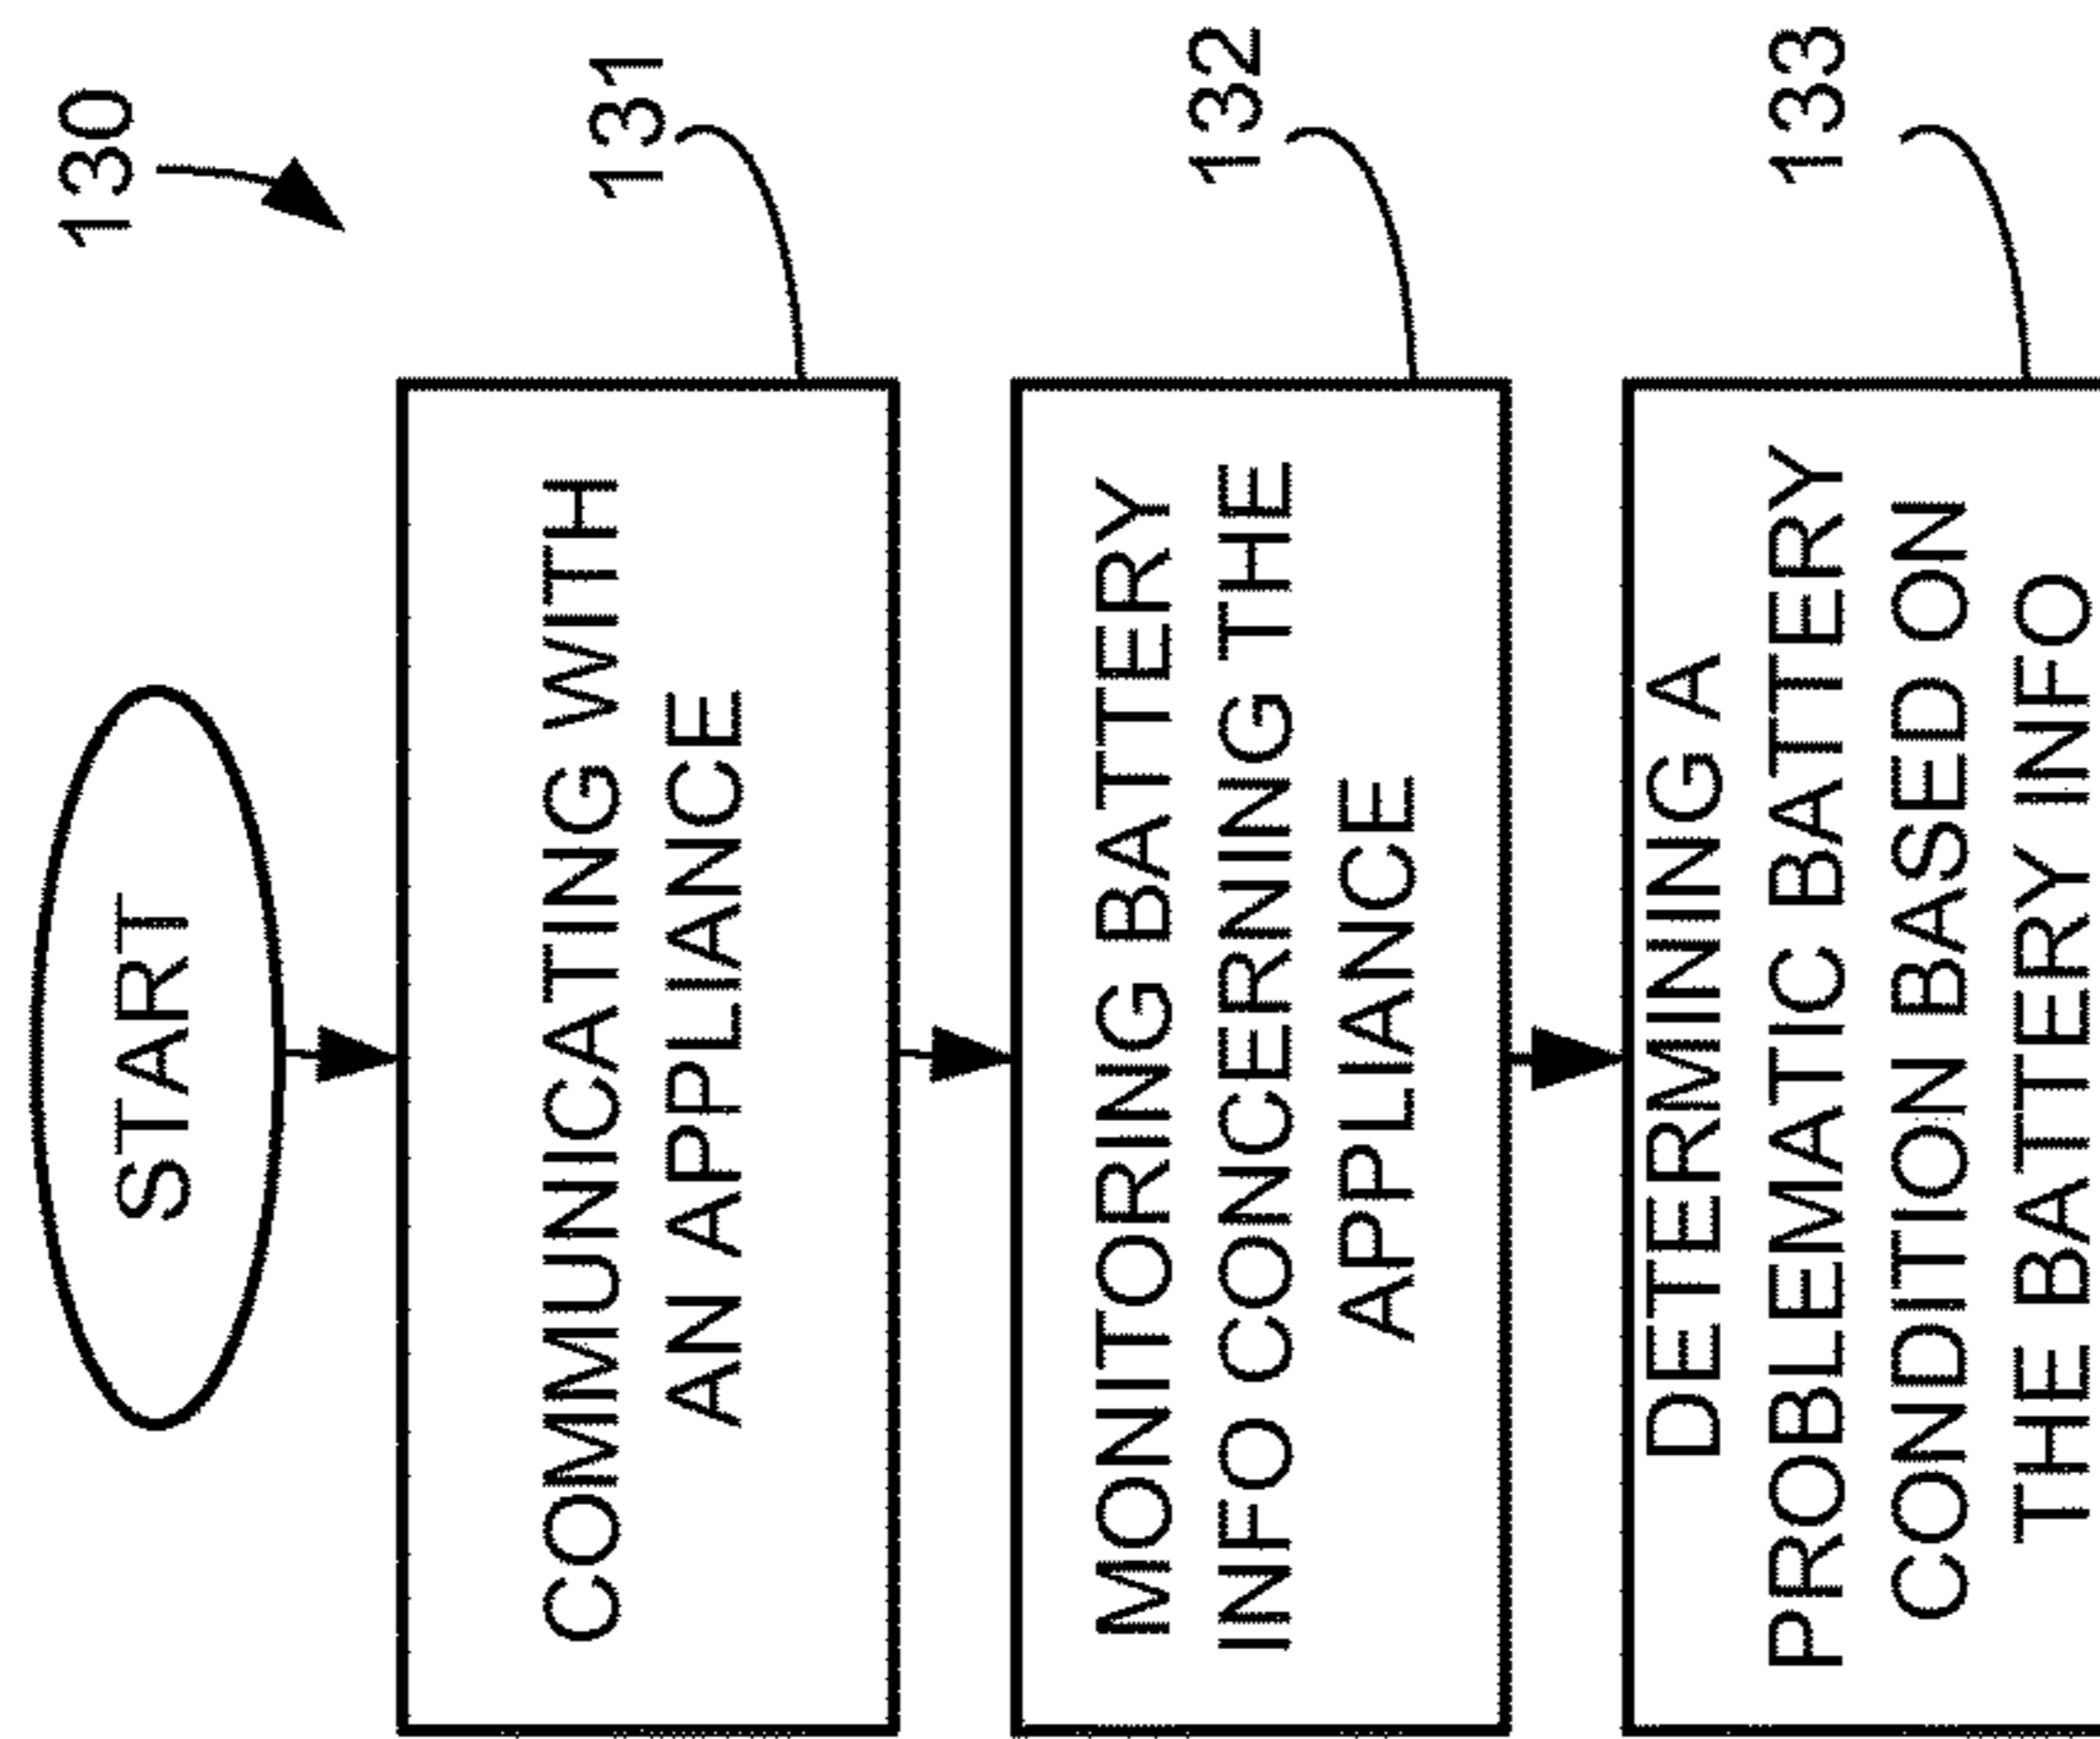 130
START
131
COMMUNICATING WITH
AN APPLIANCE
132
MONITORING BATTERY
INFO CONCERNING THE
APPLIANCE
133
DETERMINING A
PROBLEMATIC BATTERY
CONDITION BASED ON
THE BATTERY INFO